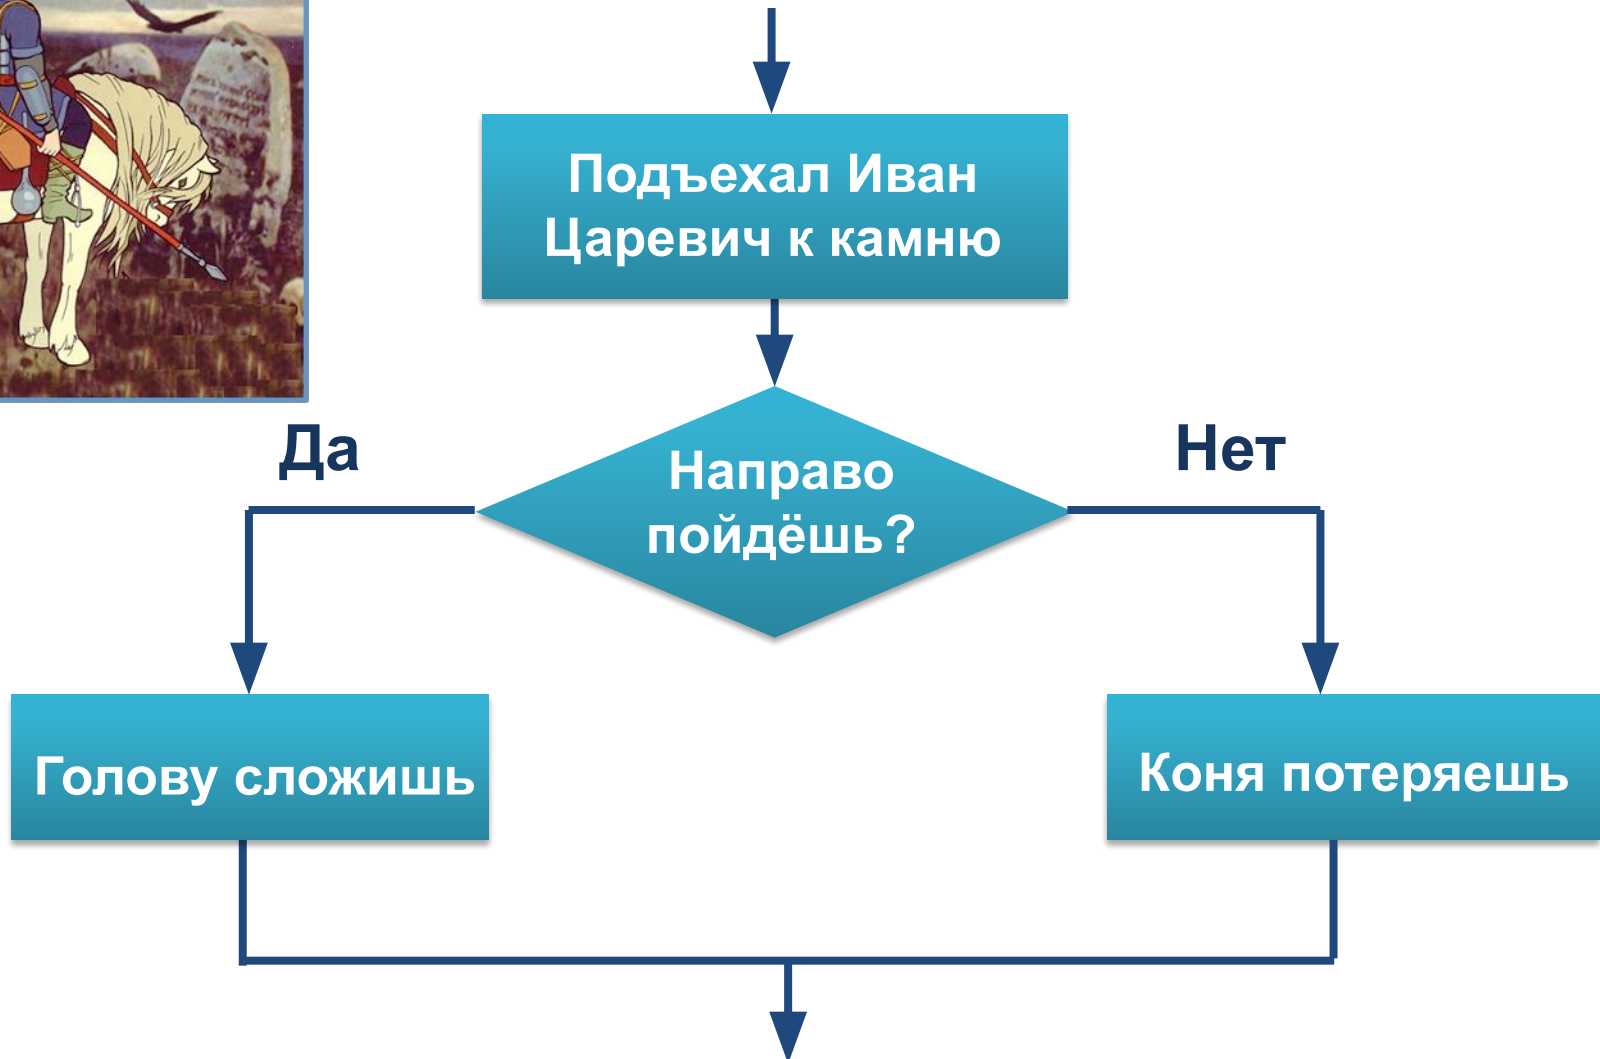 Подъехал Иван
Царевич к камню
Да
Нет
Направо
пойдёшь?
Голову сложишь
Коня потеряешь